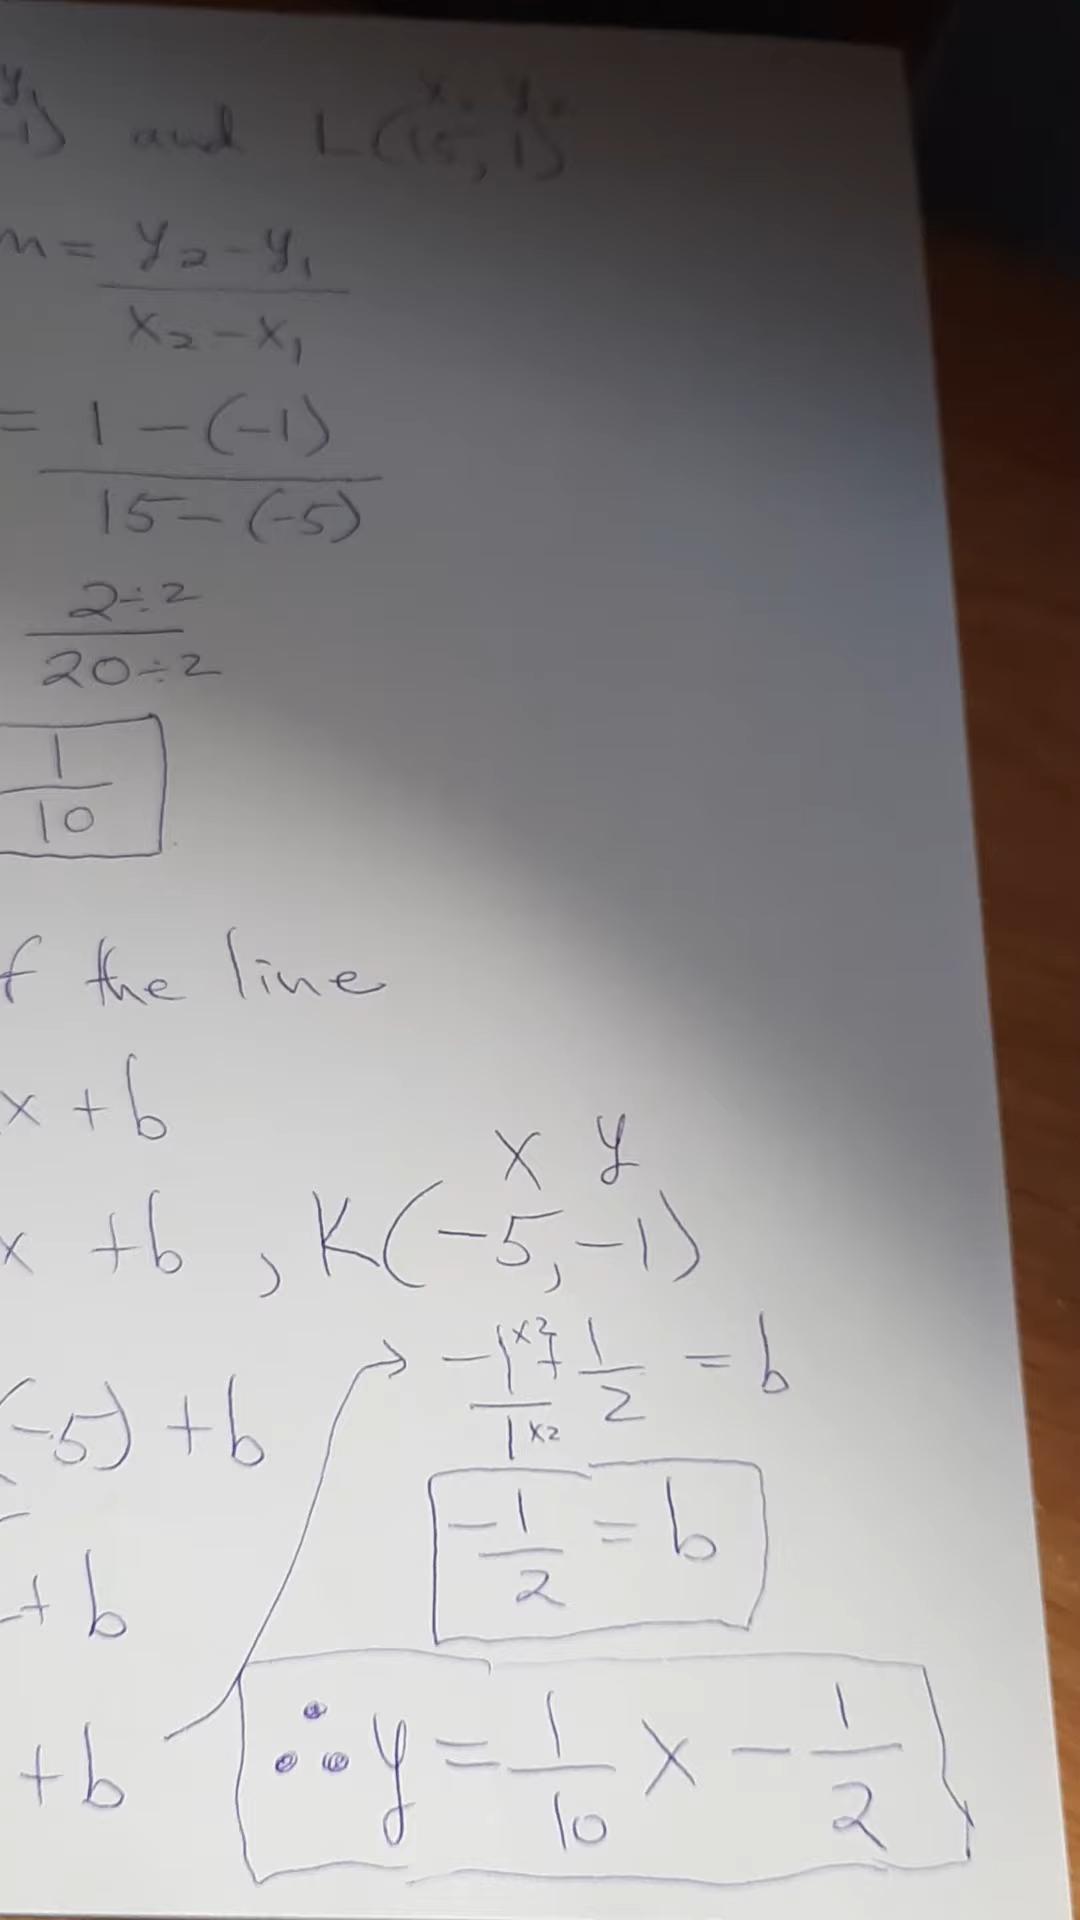 y₁
-1) and L(15, 1)
x₂ y₂
m = y₂ - y₁
x₂ - x₁
= 1 - (-1)
15 - (-5)
2÷2
20÷2
1
10
f the line
x + b
x y
x + b , K(-5, -1)
-1 ×2 + 1 = b
1 ×2 2
(-5) + b
-1 = b
2
+ b
+ b
∴ y = 1/10 x - 1/2